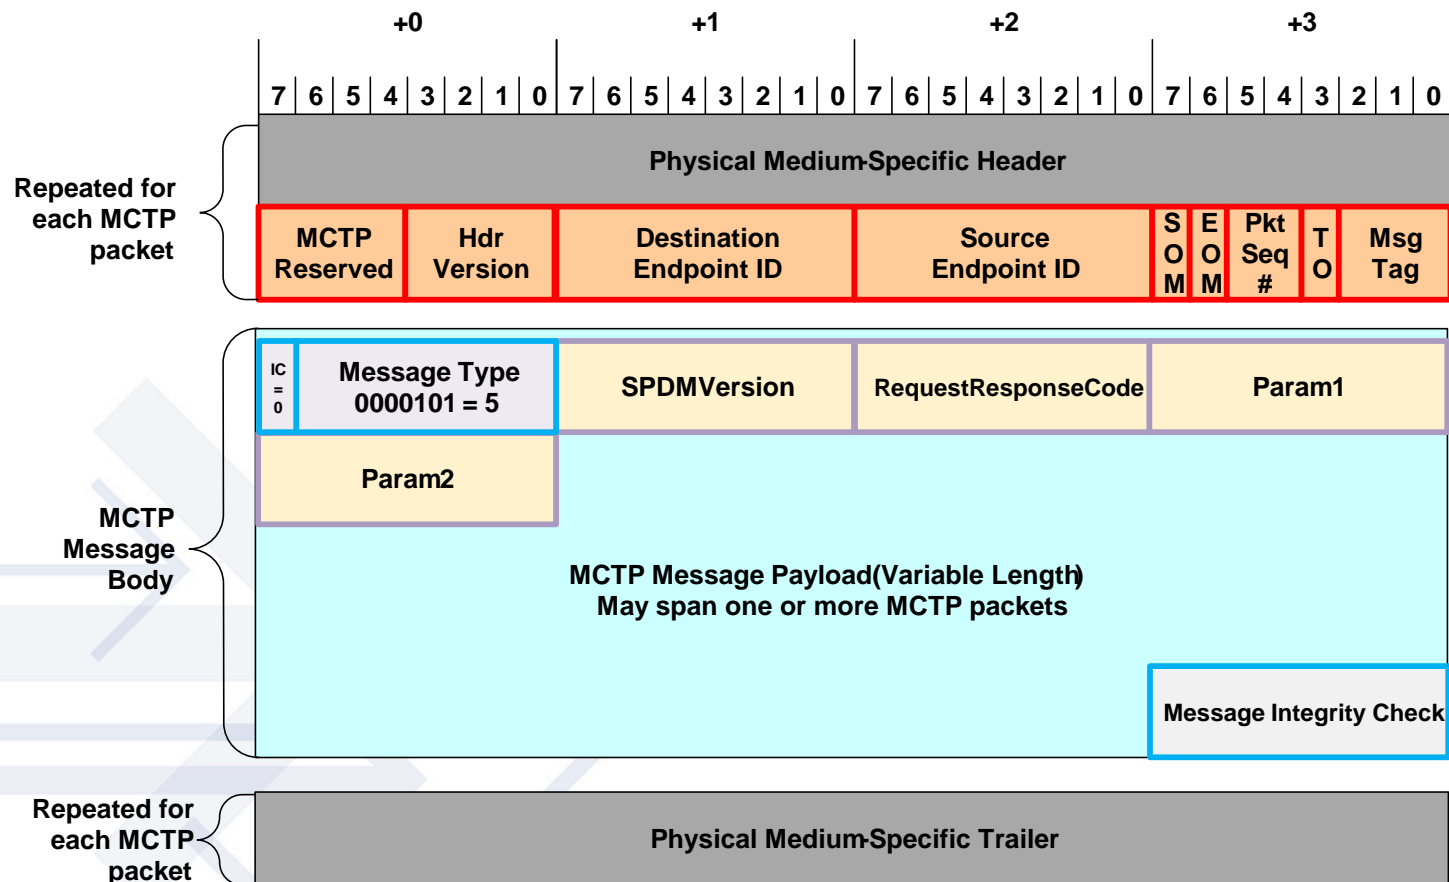 +0 +1 +2 +3
7 6 5 4 3 2 1 0 7 6 5 4 3 2 1 0 7 6 5 4 3 2 1 0 7 6 5 4 3 2 1 0
Physical Medium-Specific Header
Repeated for
each MCTP
packet
MCTP
Reserved
Hdr
Version
Destination
Endpoint ID
Source
Endpoint ID
S
O
M
E
O
M
Pkt
Seq
#
T
O
Msg
Tag
IC
=
0
Message Type
0000101 = 5
SPDMVersion
RequestResponseCode
Param1
Param2
MCTP
Message
Body
MCTP Message Payload(Variable Length)
May span one or more MCTP packets
Message Integrity Check
Repeated for
each MCTP
packet
Physical Medium-Specific Trailer